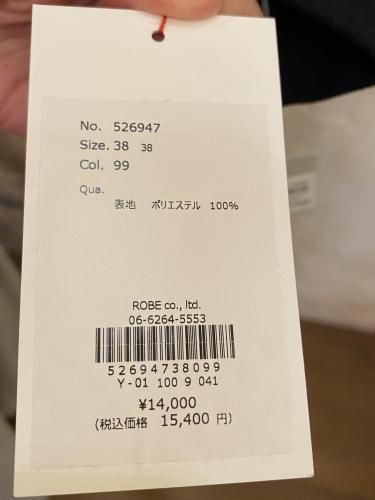 No. 526947
Size. 38 38
Col. 99
Qua.
表地 ポリエステル 100%
ROBE co., ltd.
06-6264-5553
52694738099
Y-01 100 9 041
¥14,000
(税込価格 15,400 円)